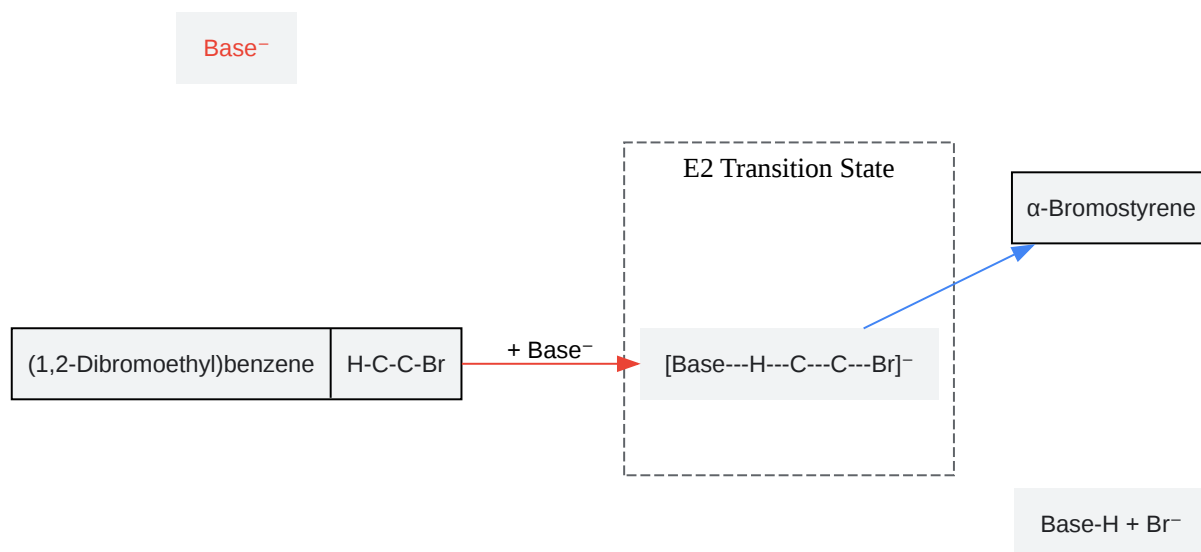 Base⁻
E2 Transition State
α-Bromostyrene
(1,2-Dibromoethyl)benzene
H-C-C-Br
+ Base⁻
[Base---H---C---C---Br]⁻
Base-H + Br⁻